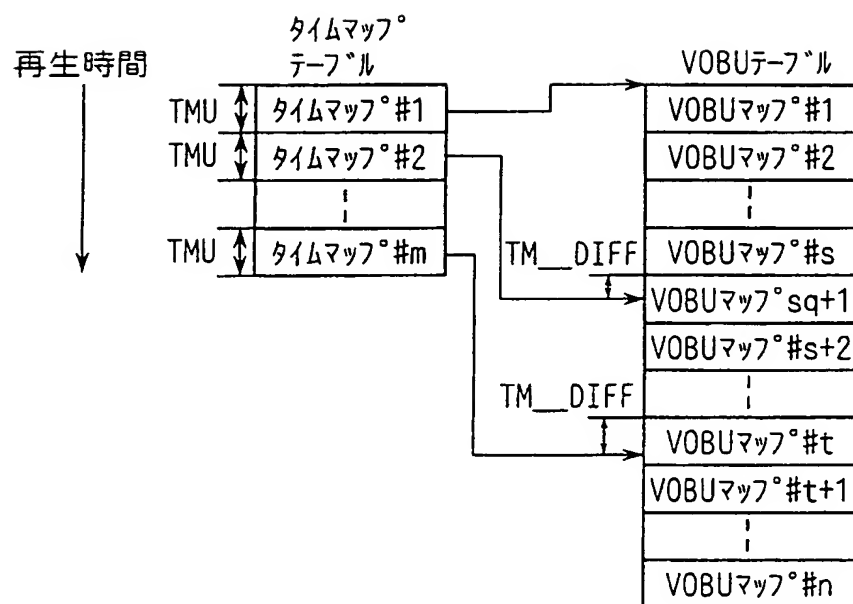 再生時間
タイムマップ
テーブル
TMU
タイムマップ#1
TMU
タイムマップ#2
TMU
タイムマップ#m
VOBUテーブル
VOBUマップ#1
VOBUマップ#2
TM__DIFF
VOBUマップ#s
VOBUマップsq+1
VOBUマップ#s+2
TM__DIFF
VOBUマップ#t
VOBUマップ#t+1
VOBUマップ#n